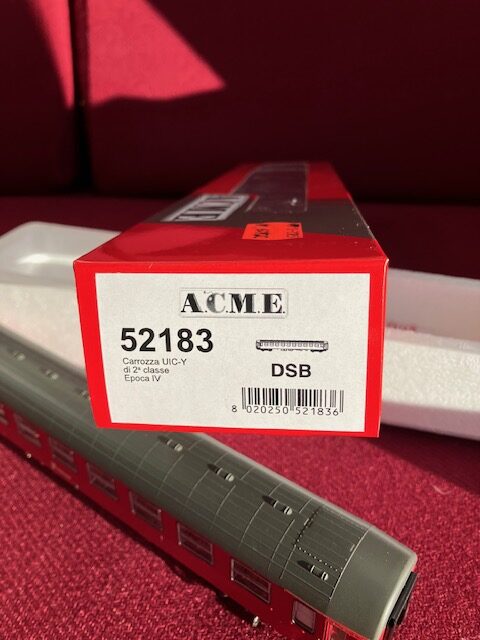 A.C.M.E.
A.C.M.E.
52183
Carrozza UIC-Y
di 2ª classe
Epoca IV
DSB
8 020250 521836